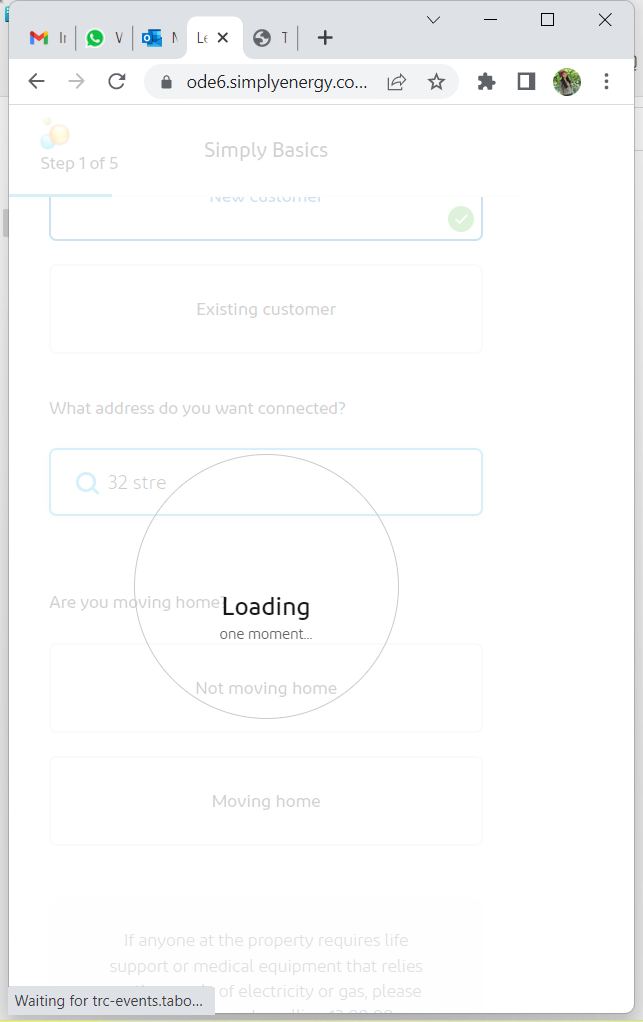 Ir
V
N
Le
T
ode6.simplyenergy.co...
Step 1 of 5
Simply Basics
New customer
Existing customer
What address do you want connected?
32 stre
Are you moving home?
Loading
one moment...
Not moving home
Moving home
If anyone at the property requires life
support or medical equipment that relies
of electricity or gas, please
Waiting for trc-events.tabo...